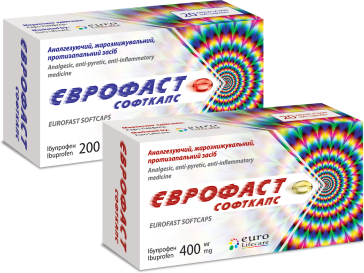 20
Аналгезуючий, жарознижувальний,
протизапальний засіб
Analgesic, anti-pyretic, anti-inflammatory
medicine
ЄВРОФАСТ
СОФТКАПС
EUROFAST SOFTCAPS
Ібупрофен
Ibuprofen
200
20
Аналгезуючий, жарознижувальний,
протизапальний засіб
Analgesic, anti-pyretic, anti-inflammatory
medicine
ЄВРОФАСТ
СОФТКАПС
EUROFAST SOFTCAPS
Ібупрофен
Ibuprofen
400 мг
mg
euro
Lifecare